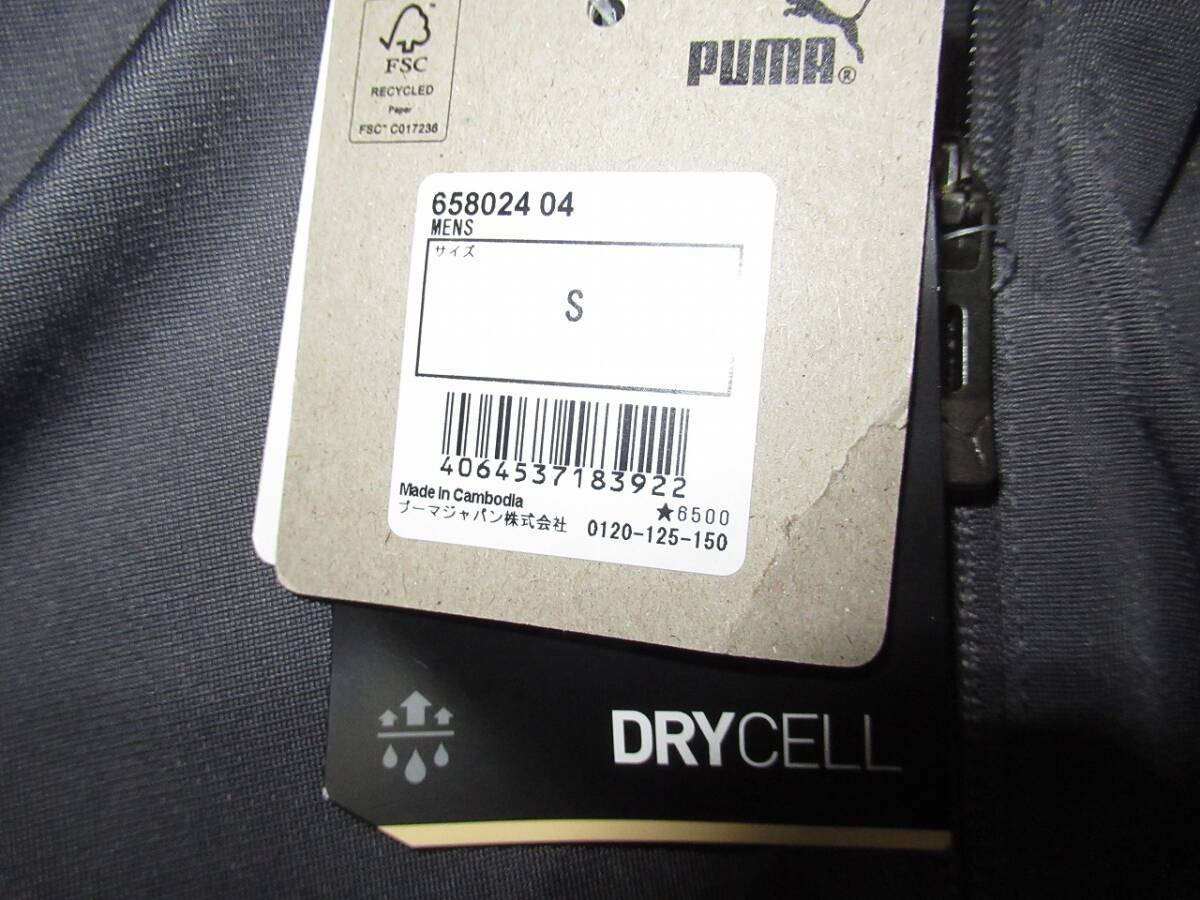 FSC
RECYCLED
Paper
FSC™ C017236
PUMA®
658024 04
MENS
サイズ
S
4064537183922
Made in Cambodia
★6500
プーマジャパン株式会社 0120-125-150
DRYCELL